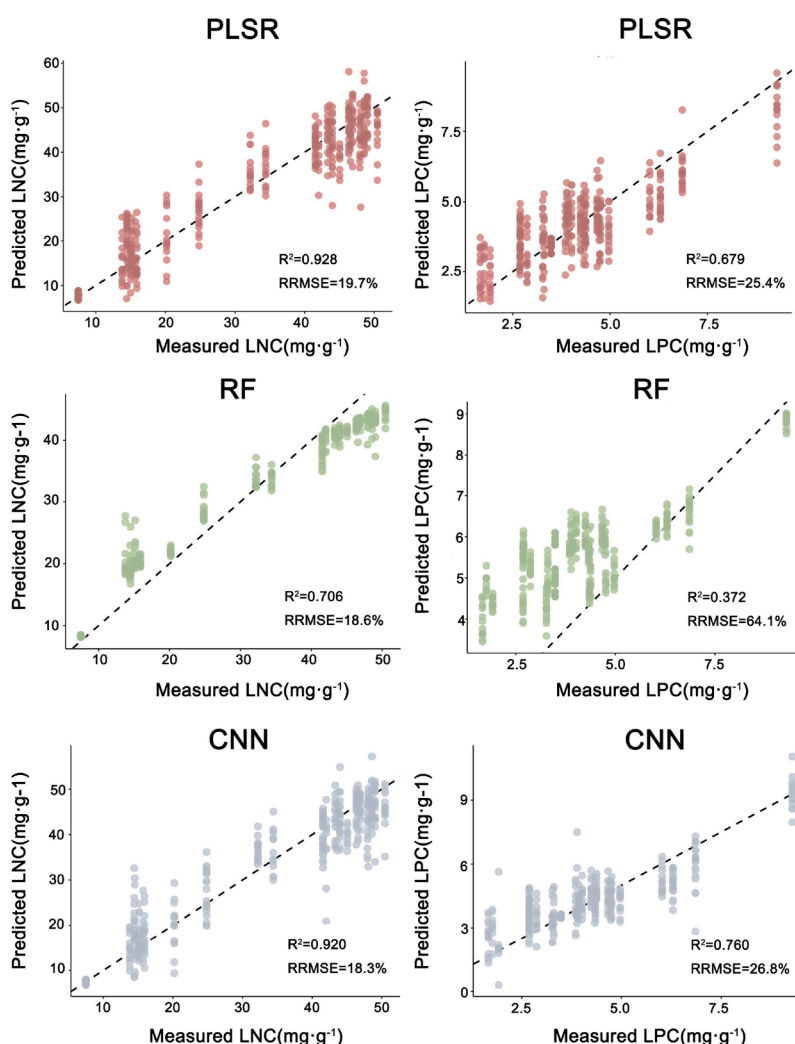 PLSR
PLSR
60
50
40
30
20
10
Predicted LNC(mg·g⁻¹)
R²=0.928
RRMSE=19.7%
10 20 30 40 50
Measured LNC(mg·g⁻¹)
7.5
5.0
2.5
Predicted LPC(mg·g⁻¹)
R²=0.679
RRMSE=25.4%
2.5 5.0 7.5
Measured LPC(mg·g⁻¹)
RF
RF
40
30
20
10
Predicted LNC(mg·g-1)
R²=0.706
RRMSE=18.6%
10 20 30 40 50
Measured LNC(mg·g⁻¹)
9
8
7
6
5
4
Predicted LPC(mg·g-1)
R²=0.372
RRMSE=64.1%
2.5 5.0 7.5
Measured LPC(mg·g⁻¹)
CNN
CNN
50
40
30
20
10
Predicted LNC(mg·g-1)
R²=0.920
RRMSE=18.3%
10 20 30 40 50
Measured LNC(mg·g⁻¹)
9
6
3
0
Predicted LPC(mg·g-1)
R²=0.760
RRMSE=26.8%
2.5 5.0 7.5
Measured LPC(mg·g⁻¹)